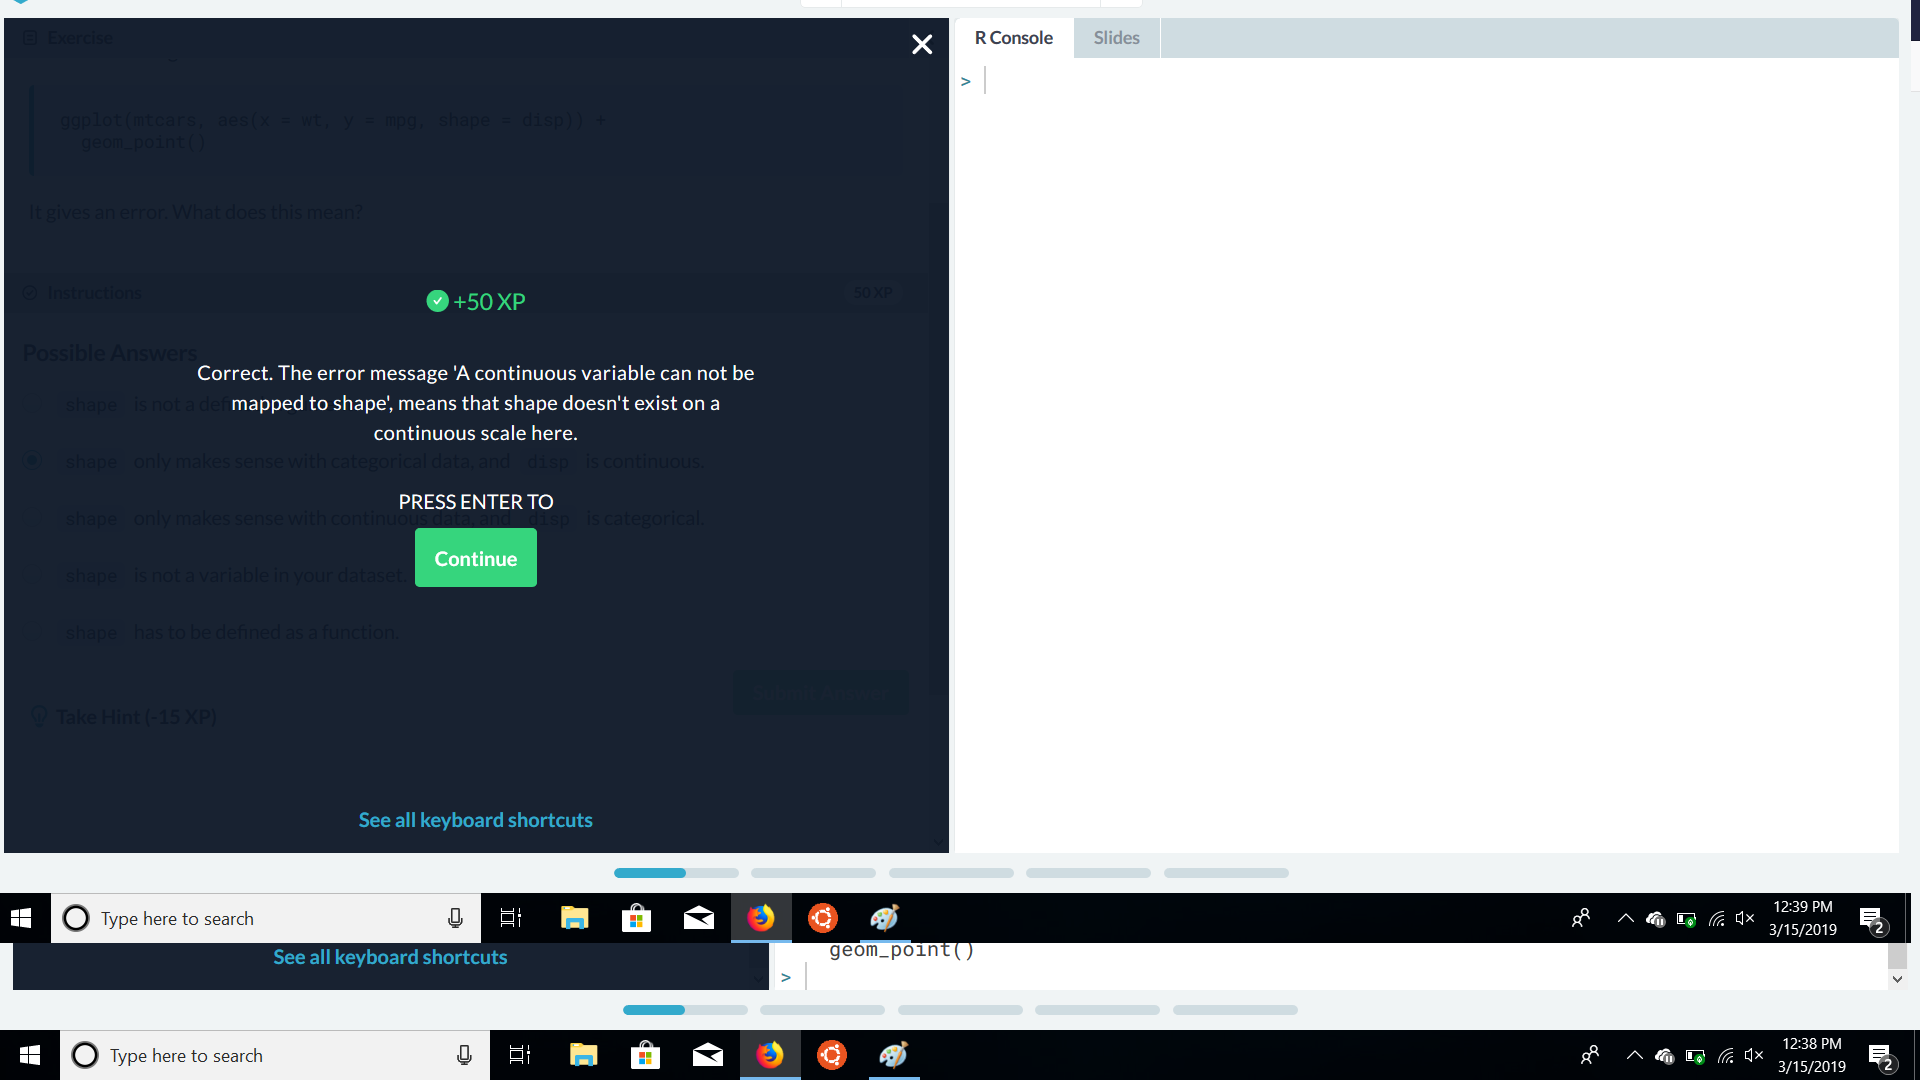 Exercise
R Console
Slides
>
ggplot(mtcars, aes(x = wt, y = mpg, shape = disp)) +
geom_point()
It gives an error. What does this mean?
Instructions
50 XP
+50 XP
Possible Answers
Correct. The error message 'A continuous variable can not be
mapped to shape', means that shape doesn't exist on a
continuous scale here.
shape is not a def
shape only makes sense with categorical data, and disp is continuous.
PRESS ENTER TO
shape only makes sense with continuous data, and disp is categorical.
Continue
shape is not a variable in your dataset.
shape has to be defined as a function.
Submit Answer
Take Hint (-15 XP)
See all keyboard shortcuts
Type here to search
12:39 PM
3/15/2019
2
See all keyboard shortcuts
geom_point()
>
Type here to search
12:38 PM
3/15/2019
2